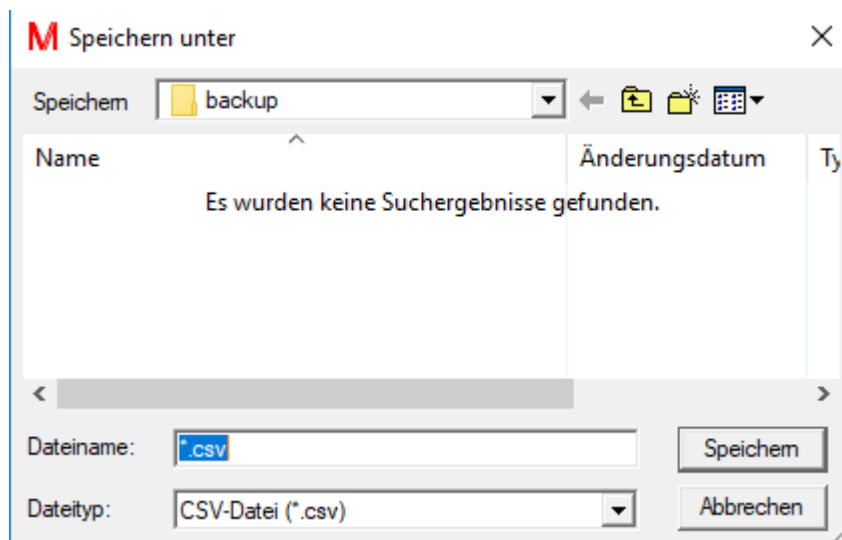 M Speichern unter
Speichern backup
Name Änderungsdatum Ty
Es wurden keine Suchergebnisse gefunden.
Dateiname: *.csv Speichern
Dateityp: CSV-Datei (*.csv) Abbrechen